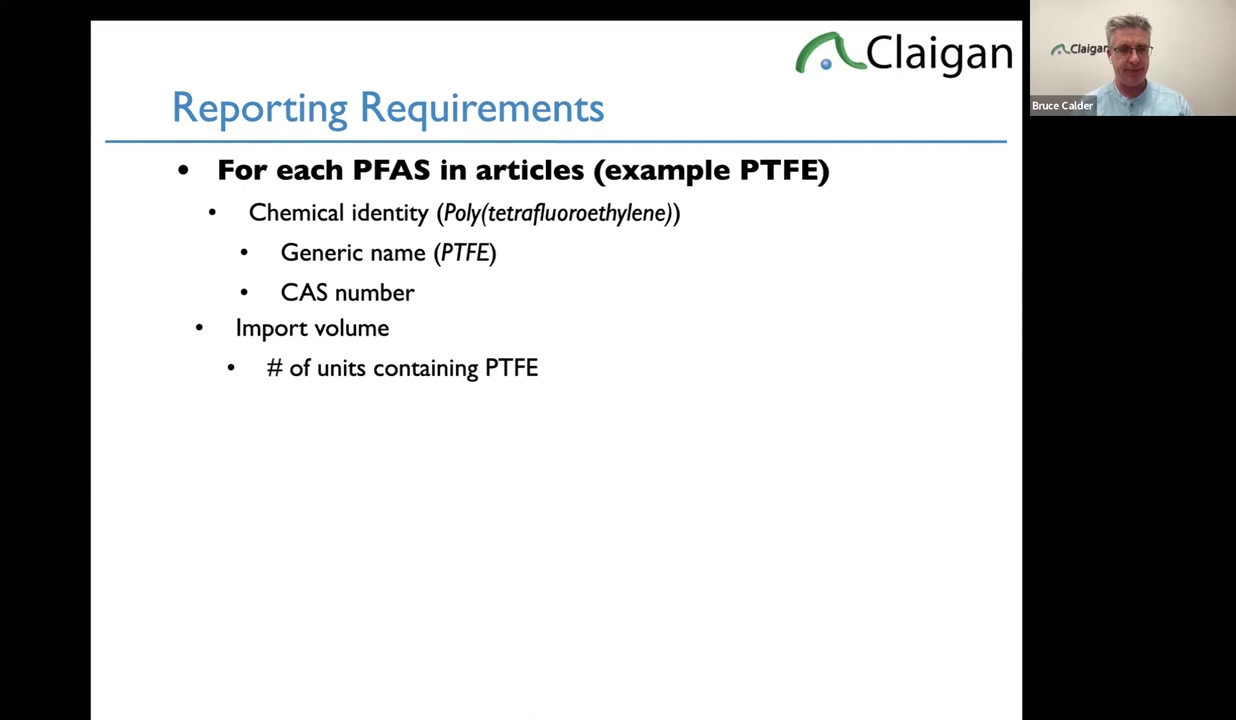 Claigan
Reporting Requirements
• For each PFAS in articles (example PTFE)
• Chemical identity (Poly(tetrafluoroethylene))
• Generic name (PTFE)
• CAS number
• Import volume
• # of units containing PTFE
Claigan
Bruce Calder